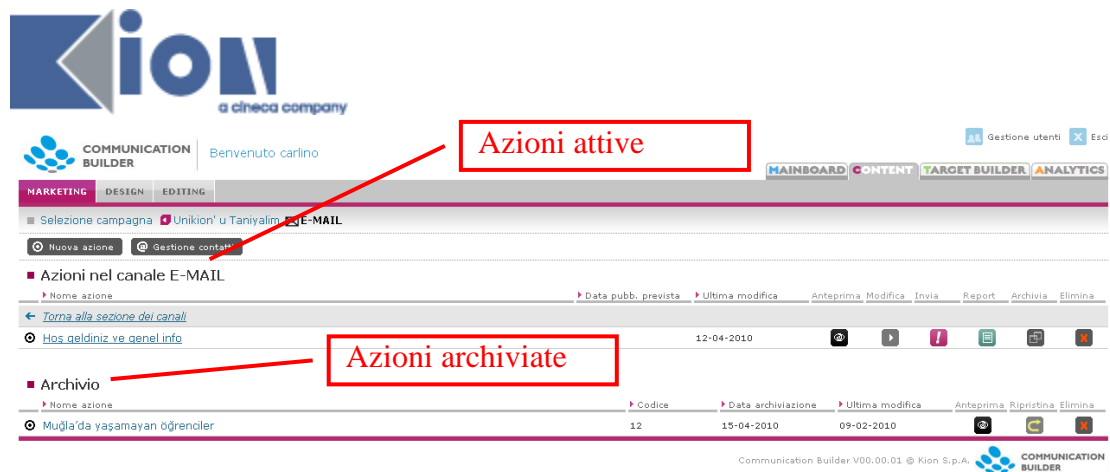 Kion
a cineca company
Azioni attive
Gestione utenti Esci
COMMUNICATION
BUILDER
Benvenuto carlino
MAINBOARD CONTENT TARGET BUILDER ANALYTICS
MARKETING DESIGN EDITING
Selezione campagna Unikion' u Taniyalim E-MAIL
Nuova azione @ Gestione contatti
Azioni nel canale E-MAIL
Nome azione Data pubb. prevista Ultima modifica Anteprima Modifica Invia Report Archivia Elimina
Torna alla sezione dei canali
Hos geldiniz ve genel info 12-04-2010
Azioni archiviate
Archivio
Nome azione Codice Data archiviazione Ultima modifica Anteprima Ripristina Elimina
Muğla'da yaşamayan öğrenciler 12 15-04-2010 09-02-2010
Communication Builder V00.00.01 @ Kion S.p.A.
COMMUNICATION
BUILDER